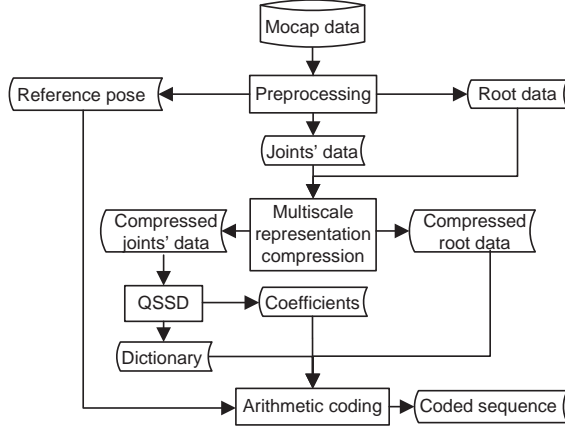 Mocap data
Reference pose
Preprocessing
Root data
Joints' data
Compressed
joints' data
Multiscale
representation
compression
Compressed
root data
QSSD
Coefficients
Dictionary
Arithmetic coding
Coded sequence